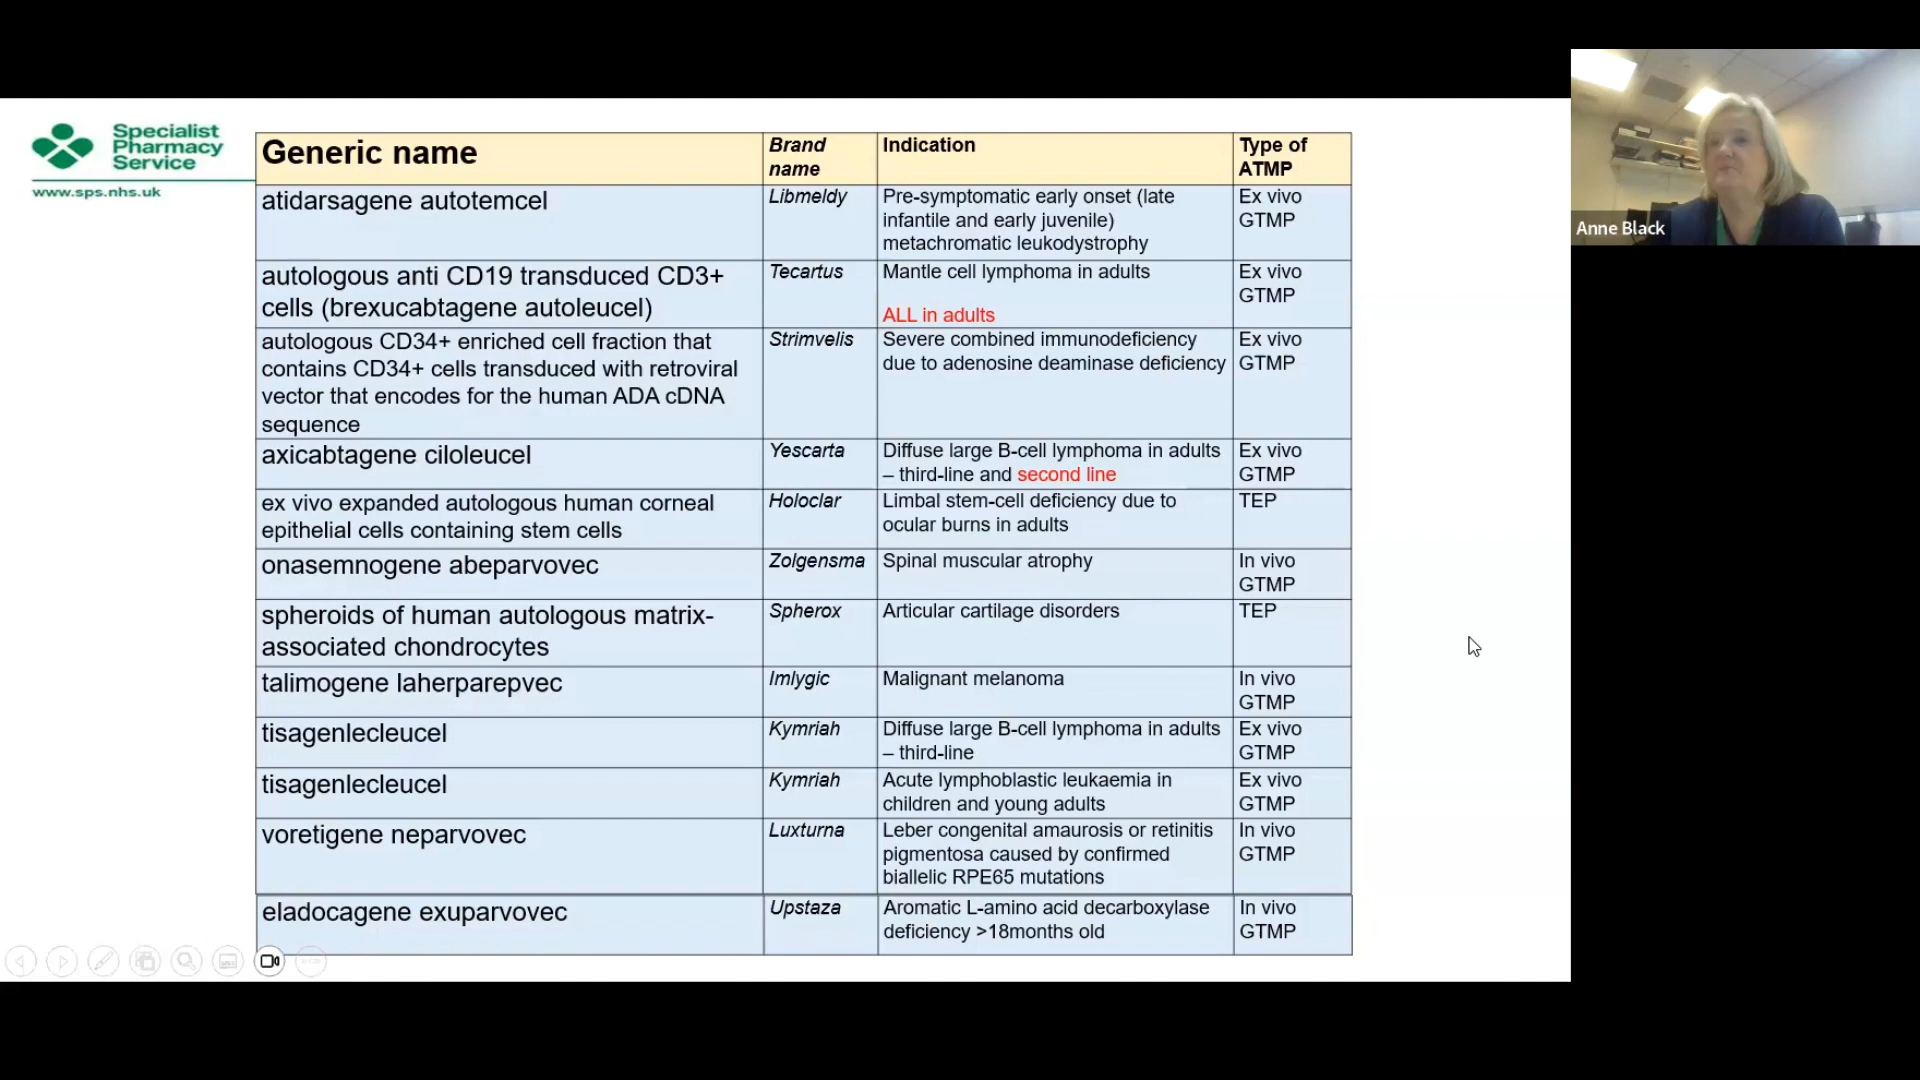 Specialist
Pharmacy
Service
www.sps.nhs.uk
Generic name
Brand
name
Indication
Type of
ATMP
atidarsagene autotemcel
Libmeldy
Pre-symptomatic early onset (late
infantile and early juvenile)
metachromatic leukodystrophy
Ex vivo
GTMP
autologous anti CD19 transduced CD3+
cells (brexucabtagene autoleucel)
Tecartus
Mantle cell lymphoma in adults
ALL in adults
Ex vivo
GTMP
autologous CD34+ enriched cell fraction that
contains CD34+ cells transduced with retroviral
vector that encodes for the human ADA cDNA
sequence
Strimvelis
Severe combined immunodeficiency
due to adenosine deaminase deficiency
Ex vivo
GTMP
axicabtagene ciloleucel
Yescarta
Diffuse large B-cell lymphoma in adults
– third-line and second line
Ex vivo
GTMP
ex vivo expanded autologous human corneal
epithelial cells containing stem cells
Holoclar
Limbal stem-cell deficiency due to
ocular burns in adults
TEP
onasemnogene abeparvovec
Zolgensma
Spinal muscular atrophy
In vivo
GTMP
spheroids of human autologous matrix-
associated chondrocytes
Spherox
Articular cartilage disorders
TEP
talimogene laherparepvec
Imlygic
Malignant melanoma
In vivo
GTMP
tisagenlecleucel
Kymriah
Diffuse large B-cell lymphoma in adults
– third-line
Ex vivo
GTMP
tisagenlecleucel
Kymriah
Acute lymphoblastic leukaemia in
children and young adults
Ex vivo
GTMP
voretigene neparvovec
Luxturna
Leber congenital amaurosis or retinitis
pigmentosa caused by confirmed
biallelic RPE65 mutations
In vivo
GTMP
eladocagene exuparvovec
Upstaza
Aromatic L-amino acid decarboxylase
deficiency >18months old
In vivo
GTMP
Anne Black